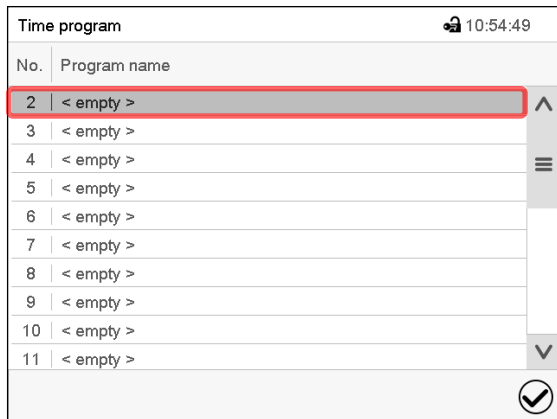 Time program 10:54:49
No. Program name
2 < empty >
3 < empty >
4 < empty >
5 < empty >
6 < empty >
7 < empty >
8 < empty >
9 < empty >
10 < empty >
11 < empty >